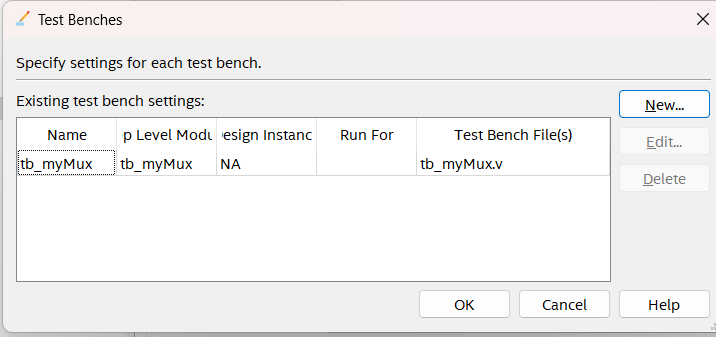 Test Benches
Specify settings for each test bench.
Existing test bench settings:
New...
Name p Level Modu esign Instanc Run For Test Bench File(s)
tb_myMux tb_myMux NA tb_myMux.v
Edit...
Delete
OK Cancel Help